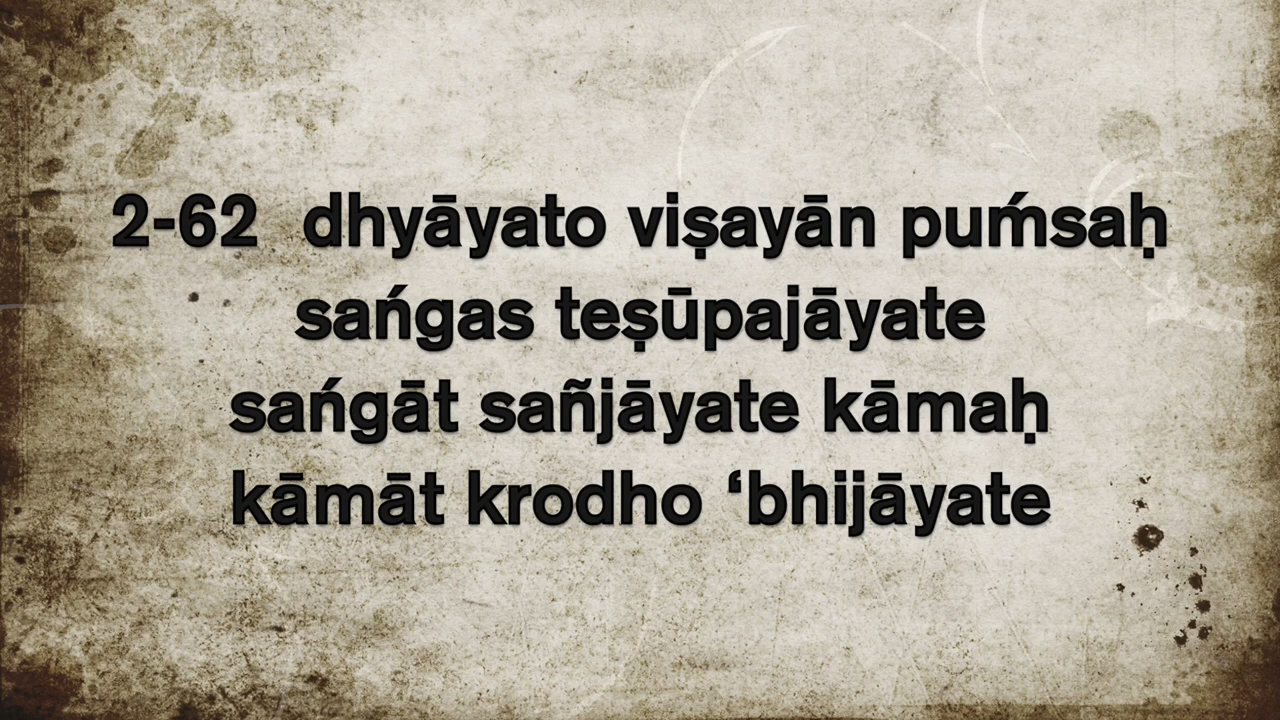 2-62 dhyāyato viṣayān puḿsaḥ
sańgas teṣūpajāyate
sańgāt sañjāyate kāmaḥ
kāmāt krodho ‘bhijāyate